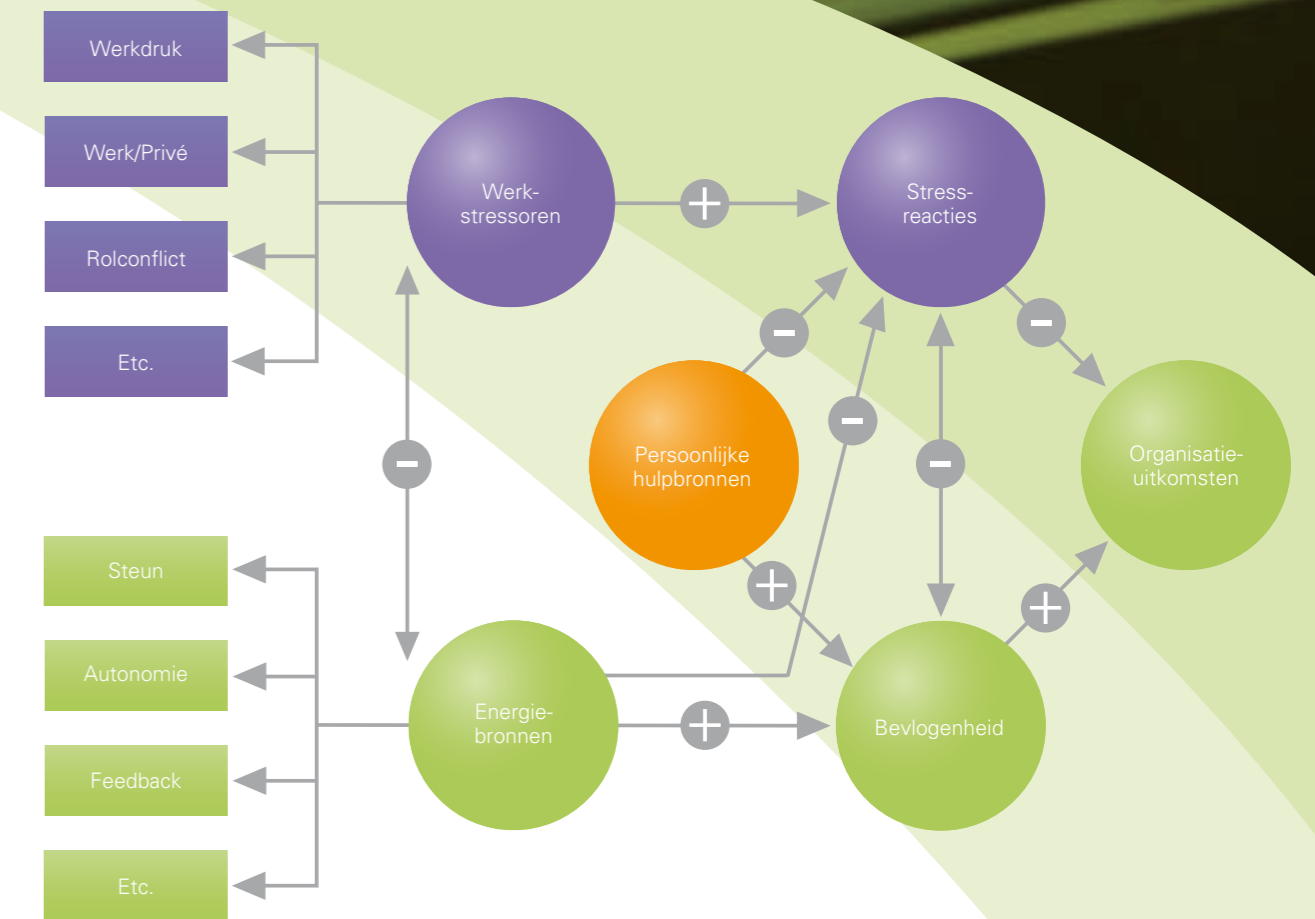 Werkdruk
Werk/Privé
Rolconflict
Etc.
Werk-
stressoren
+
Stress-
reacties
-
-
-
-
Persoonlijke
hulpbronnen
Organisatie-
uitkomsten
-
+
+
Steun
Autonomie
Feedback
Etc.
Energie-
bronnen
+
Bevlogenheid